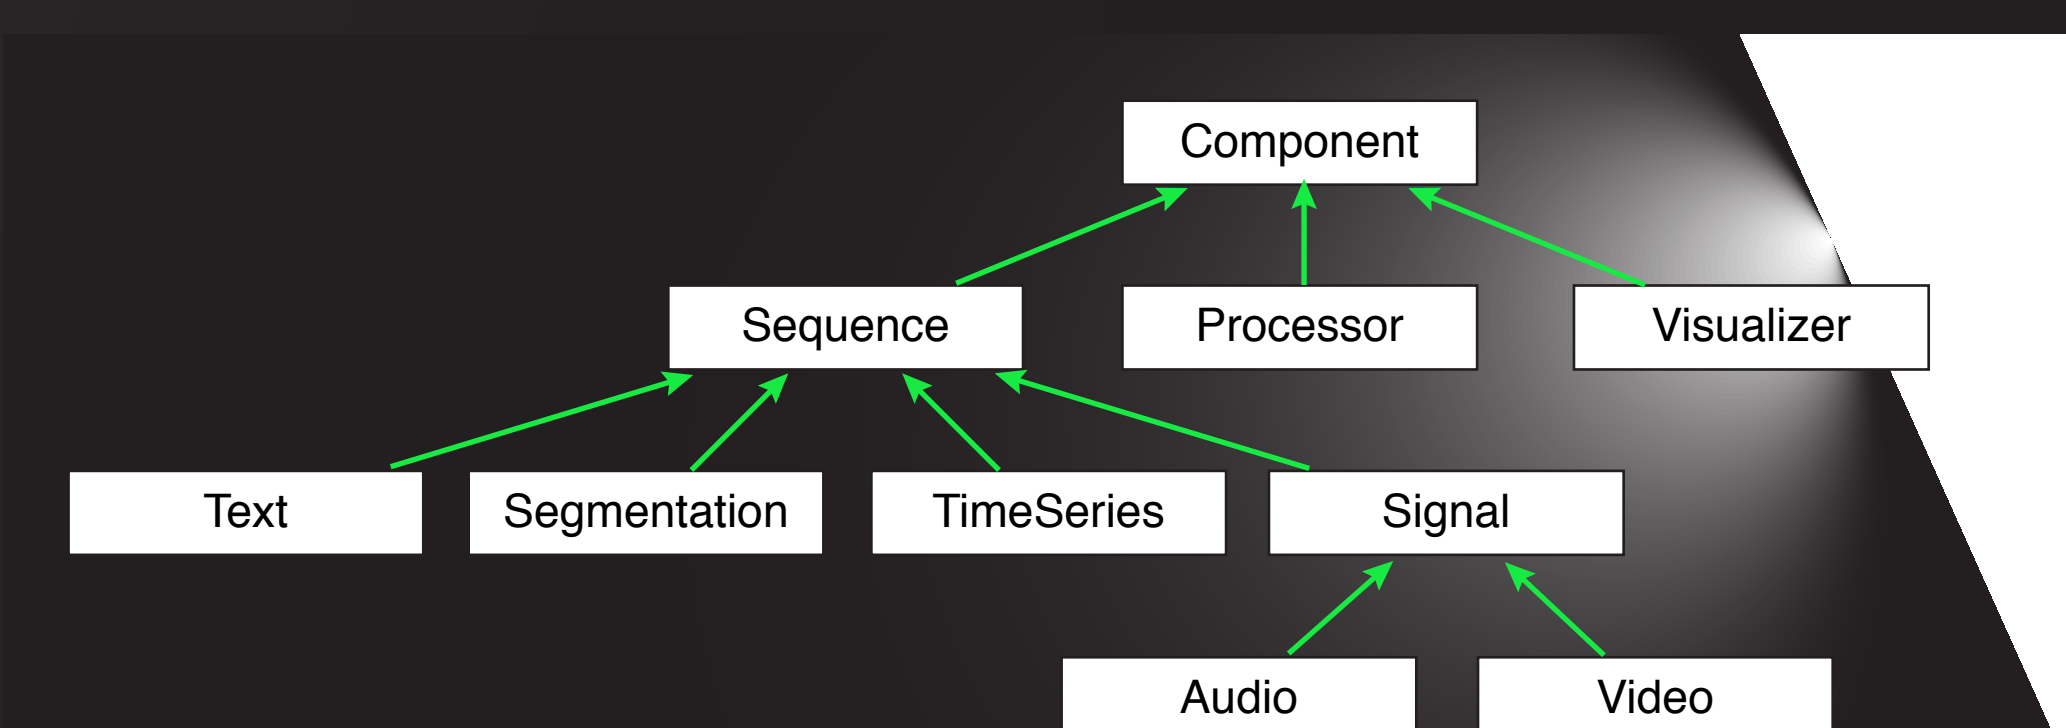 Component
Sequence
Processor
Visualizer
Text
Segmentation
TimeSeries
Signal
Audio
Video